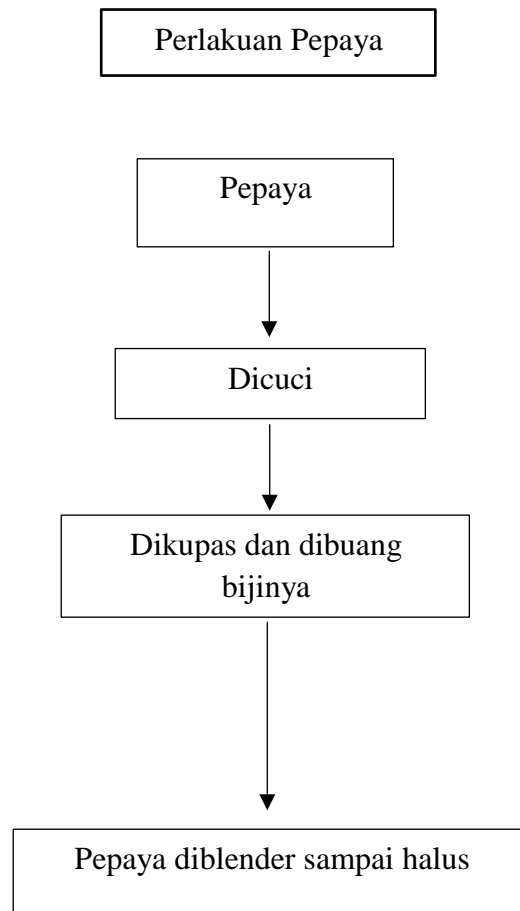 Perlakuan Pepaya
Pepaya
Dicuci
Dikupas dan dibuang
bijinya
Pepaya diblender sampai halus